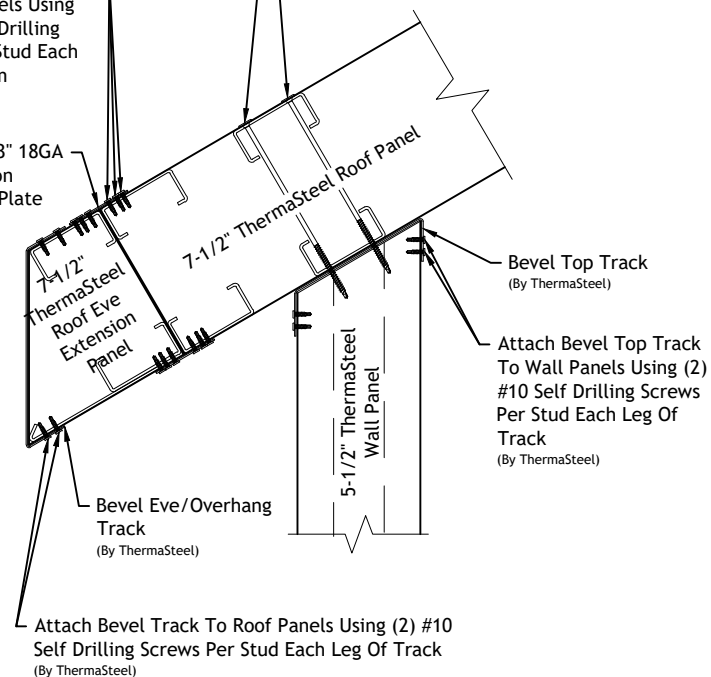 els Using
Drilling
Stud Each
3" 18GA
on
Plate
7-1/2" ThermaSteel Roof Panel
7-1/2"
ThermaSteel
Roof Eve
Extension
Panel
5-1/2" ThermaSteel
Wall Panel
Bevel Top Track
(By ThermaSteel)
Attach Bevel Top Track
To Wall Panels Using (2)
#10 Self Drilling Screws
Per Stud Each Leg Of
Track
(By ThermaSteel)
Bevel Eve/Overhang
Track
(By ThermaSteel)
Attach Bevel Track To Roof Panels Using (2) #10
Self Drilling Screws Per Stud Each Leg Of Track
(By ThermaSteel)